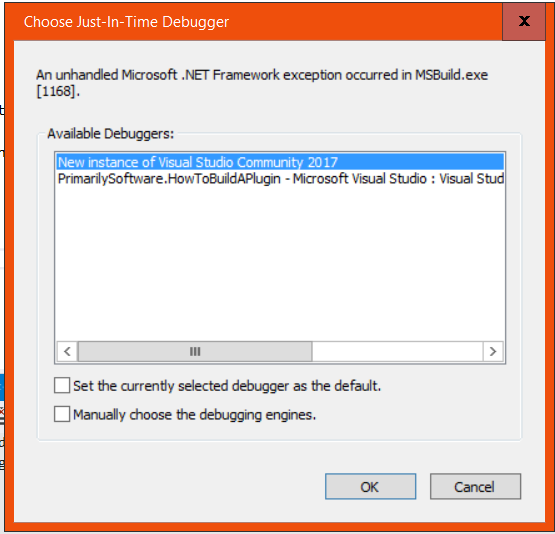 Choose Just-In-Time Debugger
x
An unhandled Microsoft .NET Framework exception occurred in MSBuild.exe
[1168].
Available Debuggers:
New instance of Visual Studio Community 2017
PrimarilySoftware.HowToBuildAPlugin - Microsoft Visual Studio : Visual Stud
Set the currently selected debugger as the default.
Manually choose the debugging engines.
OK Cancel